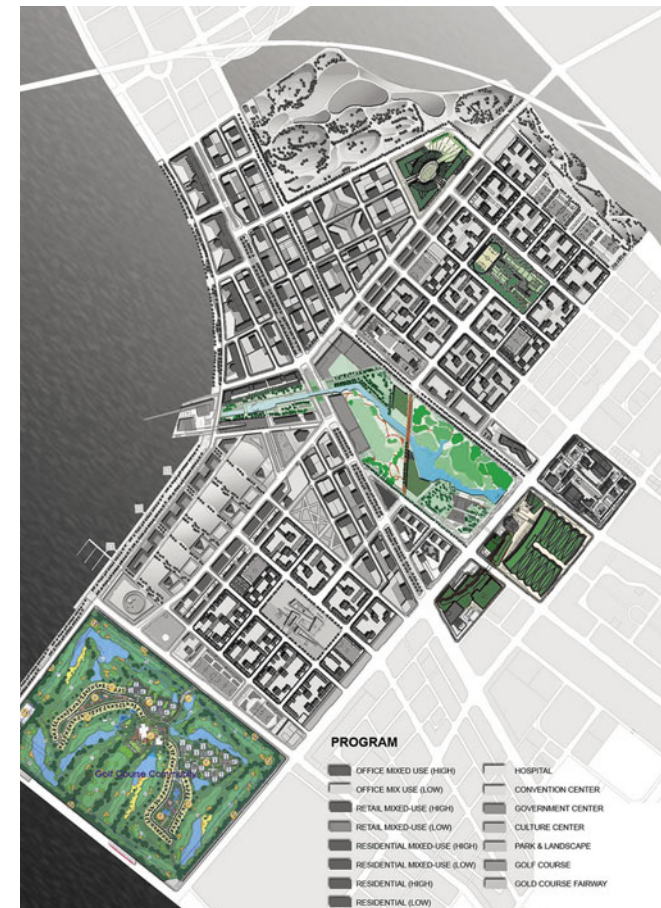 Golf Course Community
PROGRAM
OFFICE MIXED USE (HIGH)
OFFICE MIX USE (LOW)
RETAIL MIXED-USE (HIGH)
RETAIL MIXED-USE (LOW)
RESIDENTIAL MIXED-USE (HIGH)
RESIDENTIAL MIXED-USE (LOW)
RESIDENTIAL (HIGH)
RESIDENTIAL (LOW)
HOSPITAL
CONVENTION CENTER
GOVERNMENT CENTER
CULTURE CENTER
PARK & LANDSCAPE
GOLF COURSE
GOLD COURSE FAIRWAY